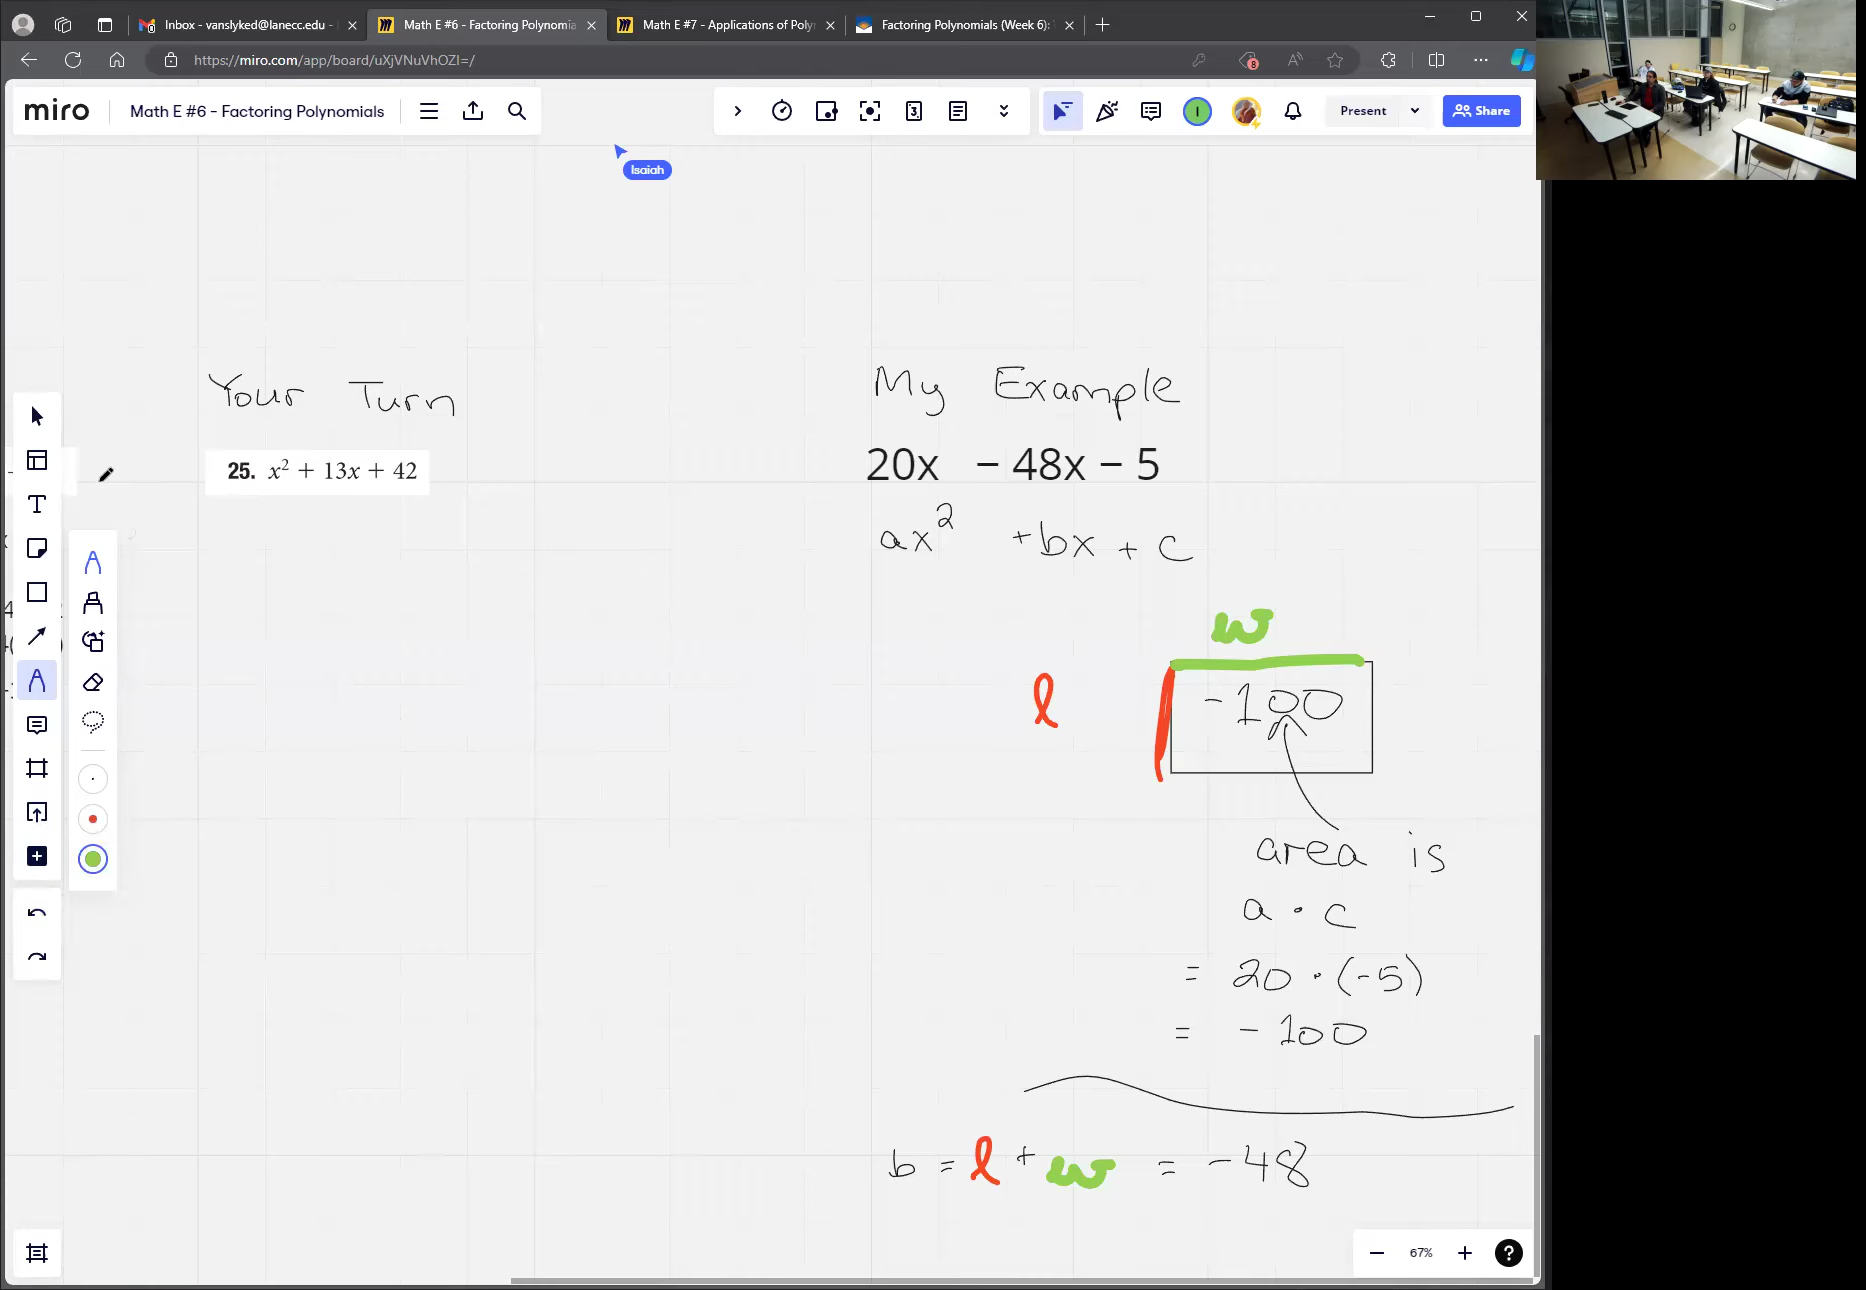 Inbox - vanslyked@lanecc.edu -
Math E #6 - Factoring Polynomia
Math E #7 - Applications of Poly
Factoring Polynomials (Week 6):
https://miro.com/app/board/uXjVNuVhOZI=/
8
miro
Math E #6 - Factoring Polynomials
I
Present
Share
Isaiah
Your Turn
25. x² + 13x + 42
My Example
20x - 48x - 5
ax² + bx + c
w
l
-100
area is
a · c
= 20 · (-5)
= -100
b = l + w = -48
67%